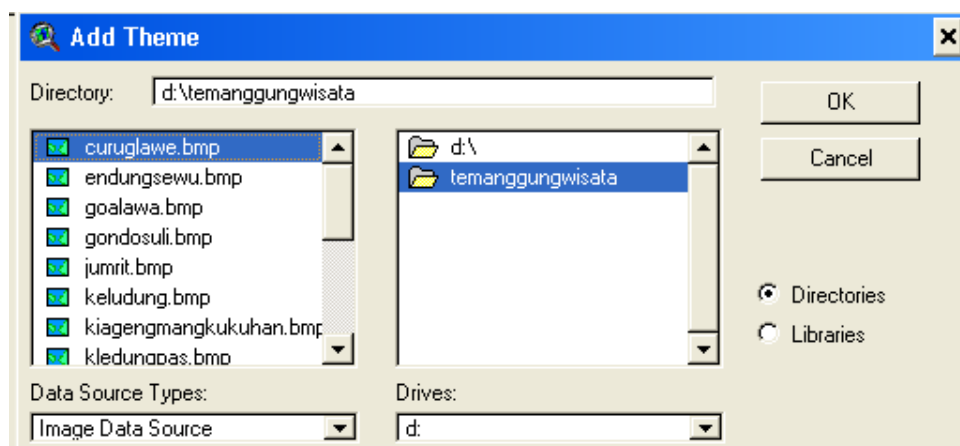 Add Theme
Directory: d:\temanggungwisata
OK
Cancel
curuglawe.bmp
endungsewu.bmp
goalawa.bmp
gondosuli.bmp
jumrit.bmp
keludung.bmp
kiagengmangkukuhan.bmp
kledungpas.bmp
d:\
temanggungwisata
Directories
Libraries
Data Source Types:
Image Data Source
Drives:
d: